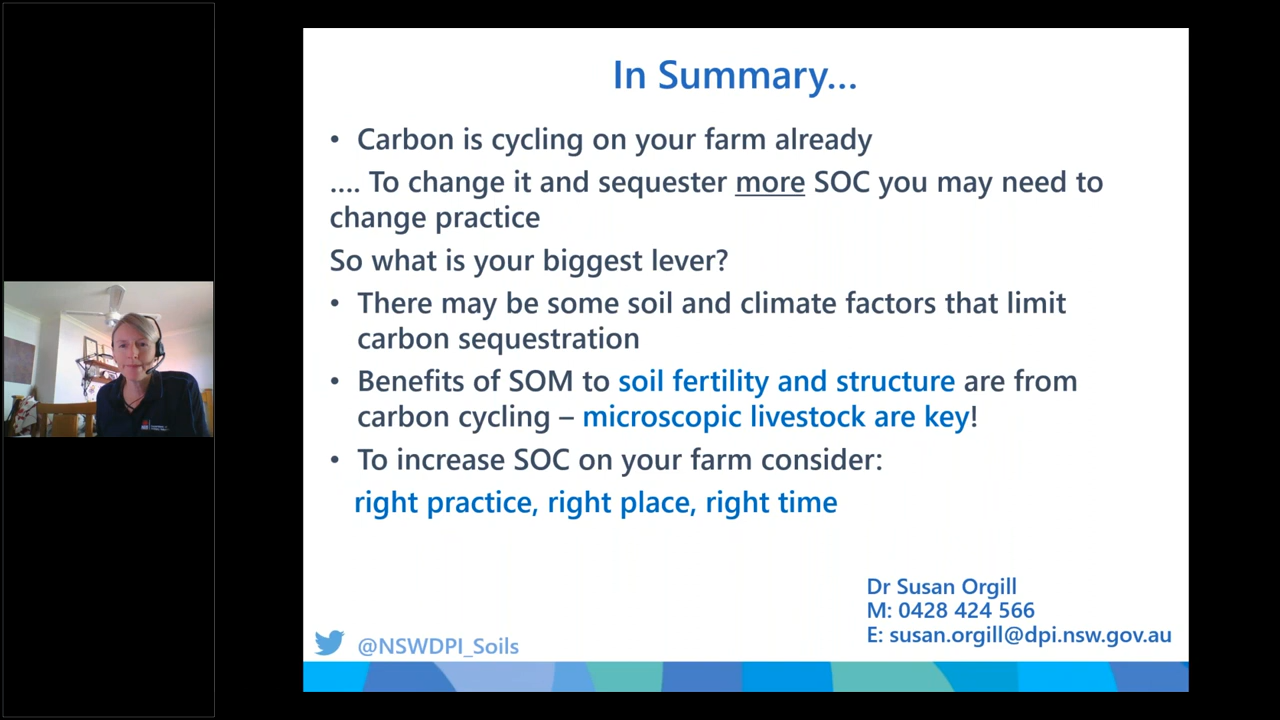 In Summary...
• Carbon is cycling on your farm already
.... To change it and sequester more SOC you may need to
change practice
So what is your biggest lever?
• There may be some soil and climate factors that limit
carbon sequestration
• Benefits of SOM to soil fertility and structure are from
carbon cycling – microscopic livestock are key!
• To increase SOC on your farm consider:
right practice, right place, right time
Dr Susan Orgill
M: 0428 424 566
E: susan.orgill@dpi.nsw.gov.au
@NSWDPI_Soils